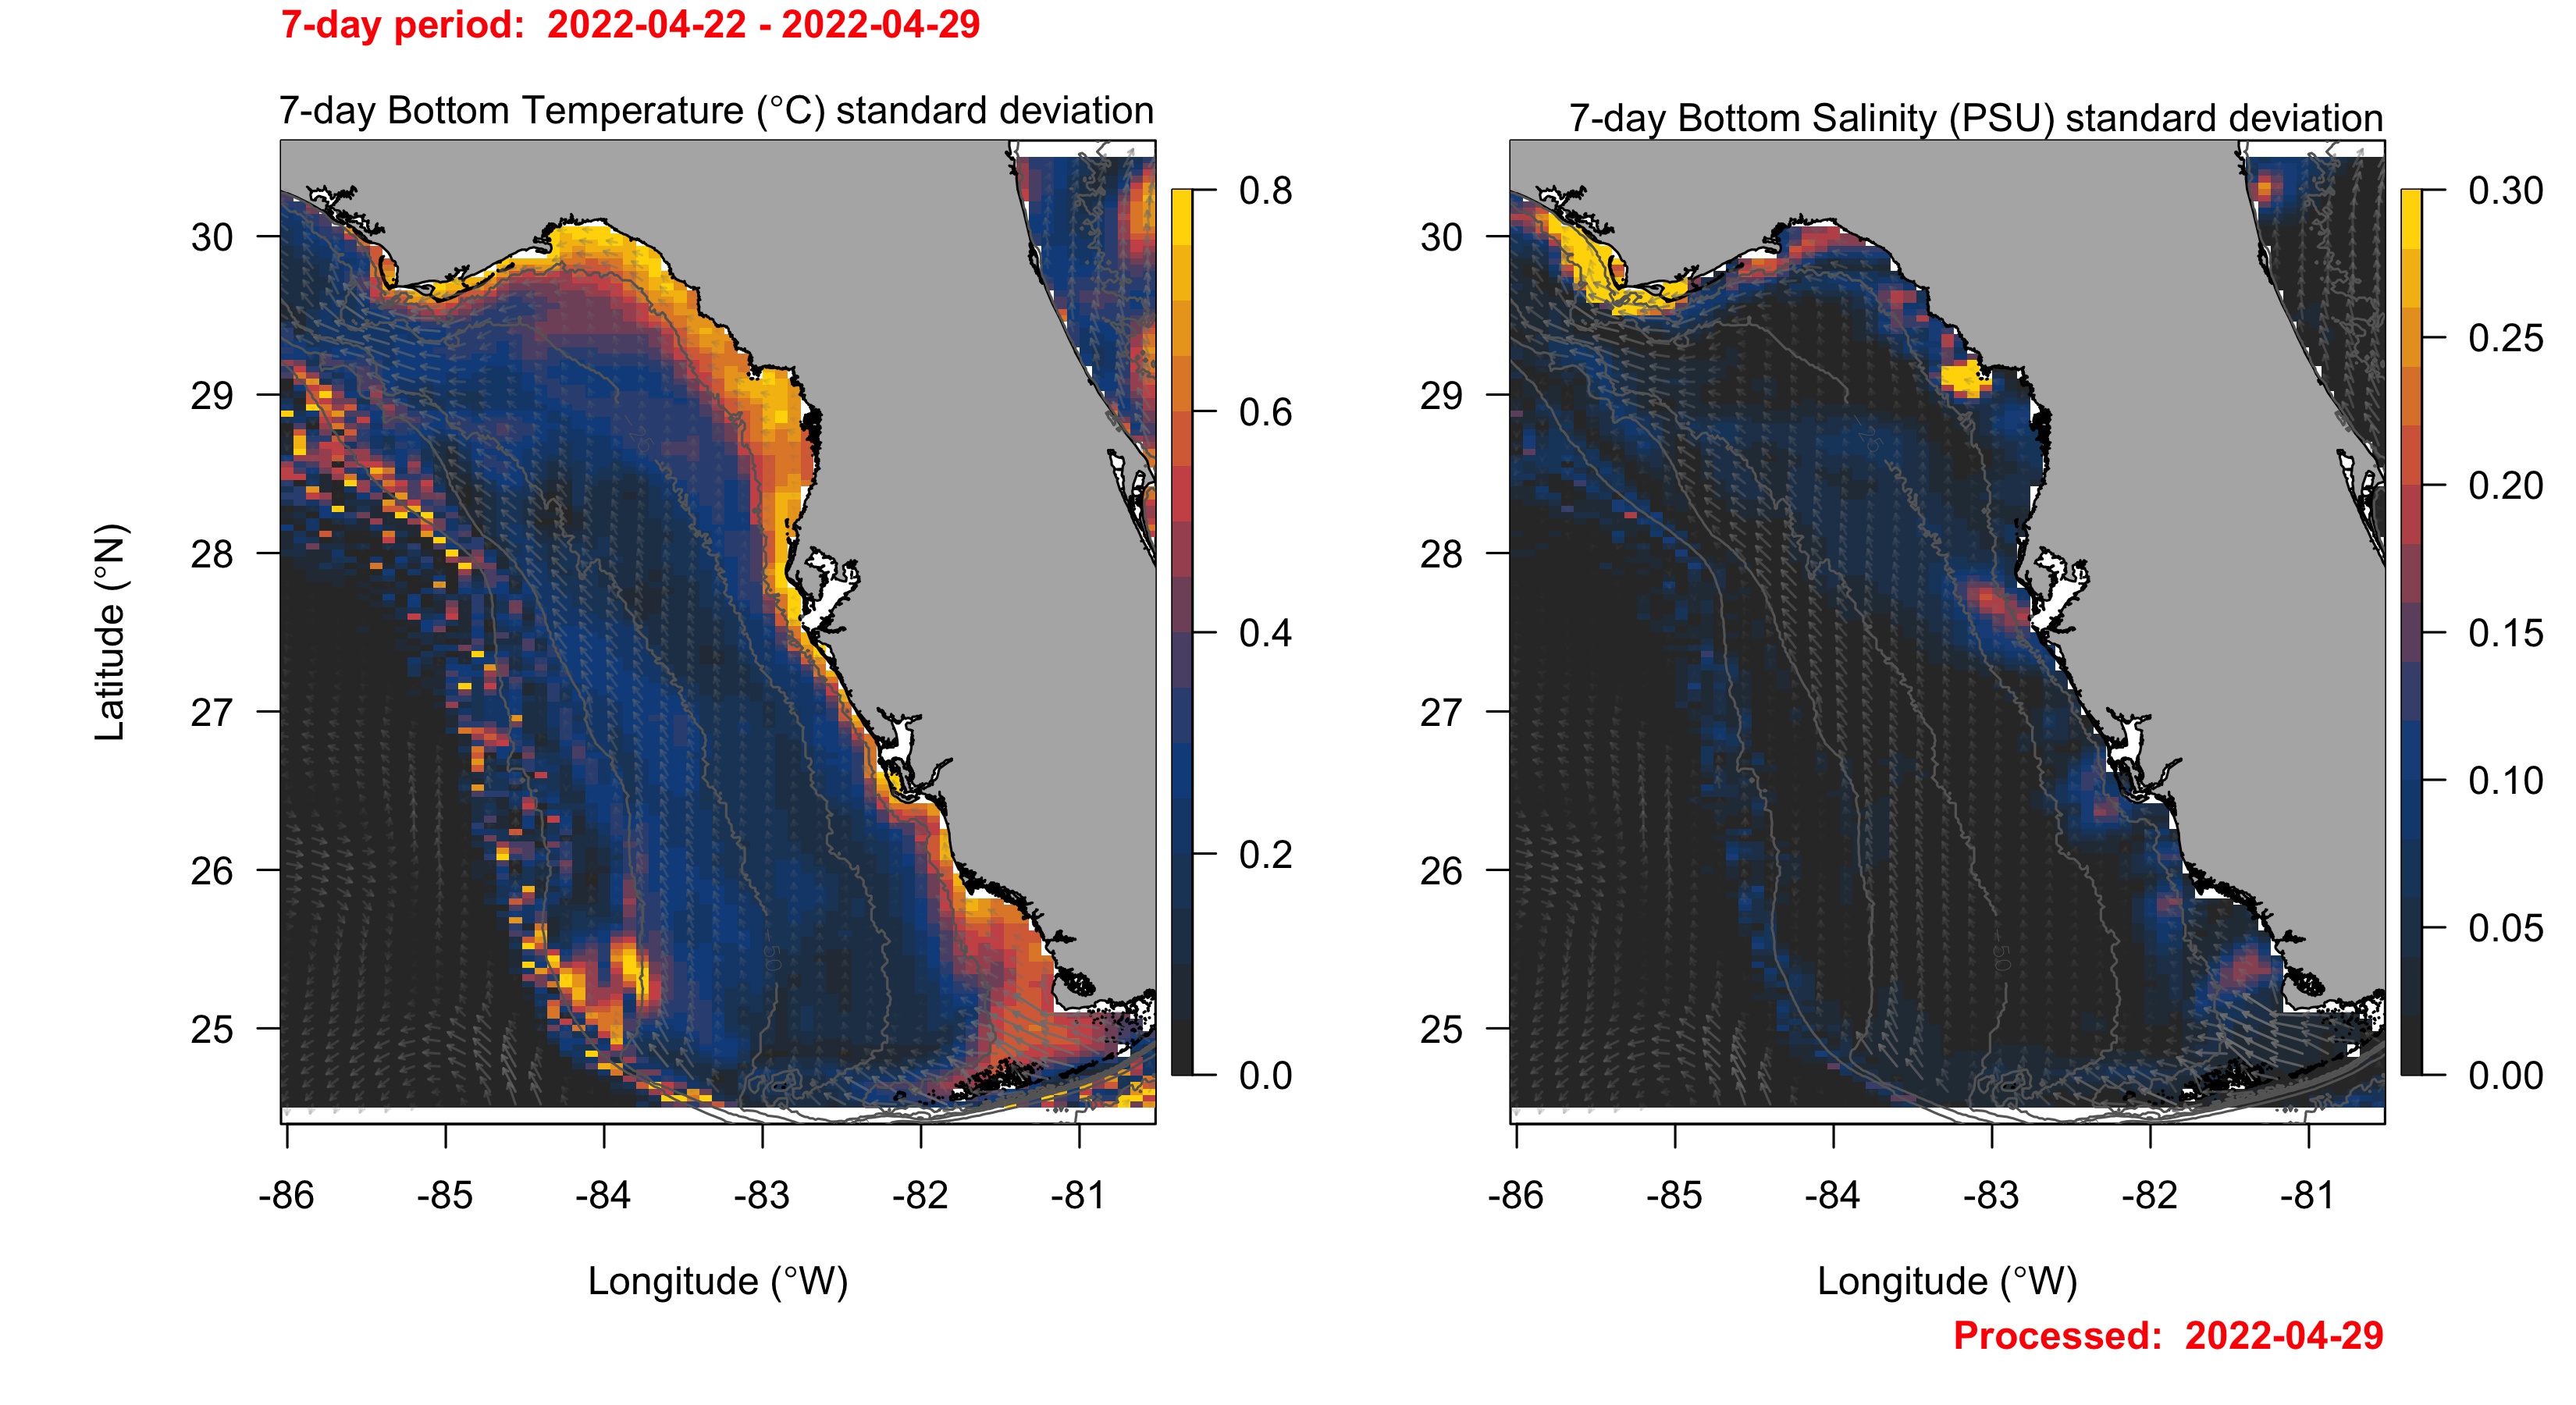 7-day period: 2022-04-22 - 2022-04-29
7-day Bottom Temperature (°C) standard deviation
7-day Bottom Salinity (PSU) standard deviation
Latitude (°N)
30
29
28
27
26
25
-86 -85 -84 -83 -82 -81
Longitude (°W)
0.8
0.6
0.4
0.2
0.0
50
30
29
28
27
26
25
-86 -85 -84 -83 -82 -81
Longitude (°W)
0.30
0.25
0.20
0.15
0.10
0.05
0.00
50
Processed: 2022-04-29